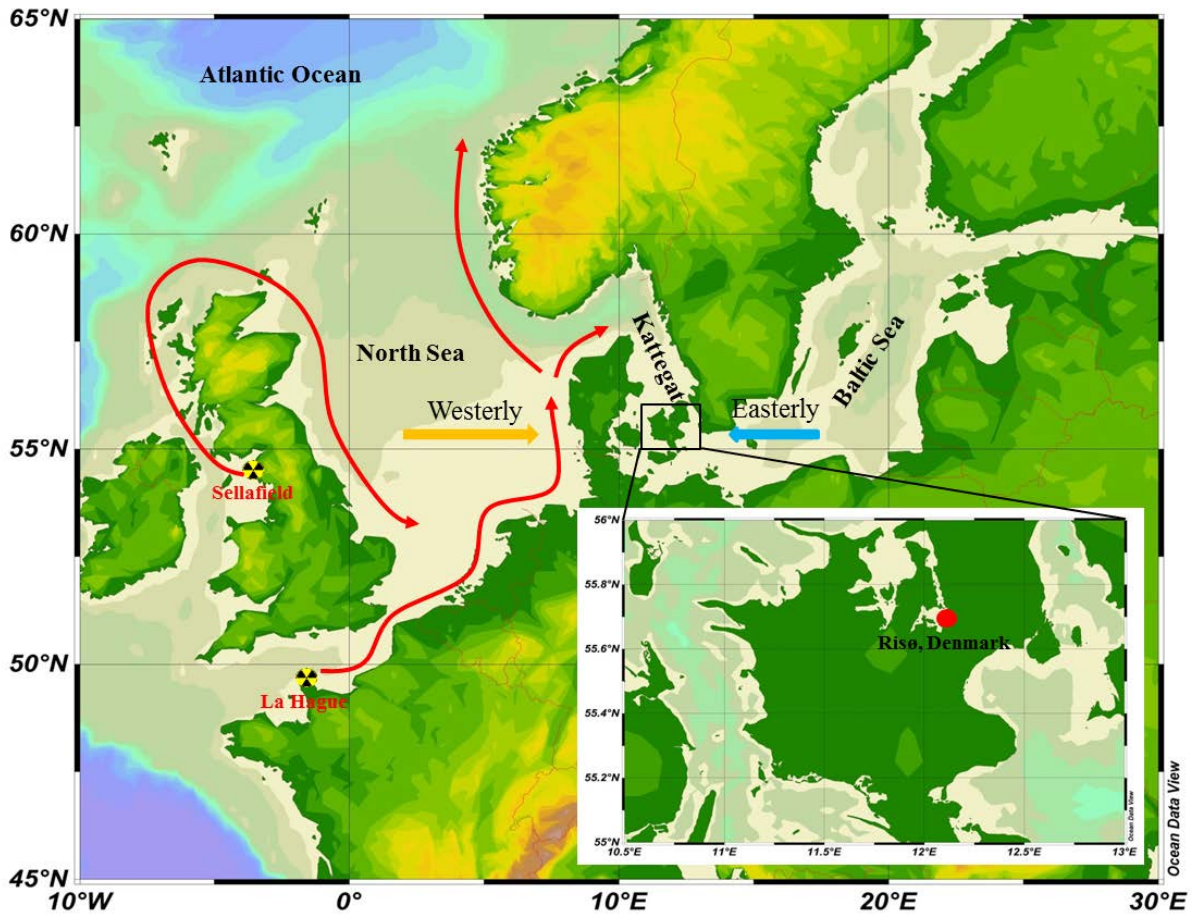 65°N
60°N
55°N
50°N
45°N
10°W
0°
10°E
20°E
30°E
Atlantic Ocean
North Sea
Kattegat
Baltic Sea
Westerly
Easterly
Sellafield
La Hague
Ocean Data View
56°N
55.8°N
55.6°N
55.4°N
55.2°N
55°N
10.5°E
11°E
11.5°E
12°E
12.5°E
13°E
Risø, Denmark
Ocean Data View